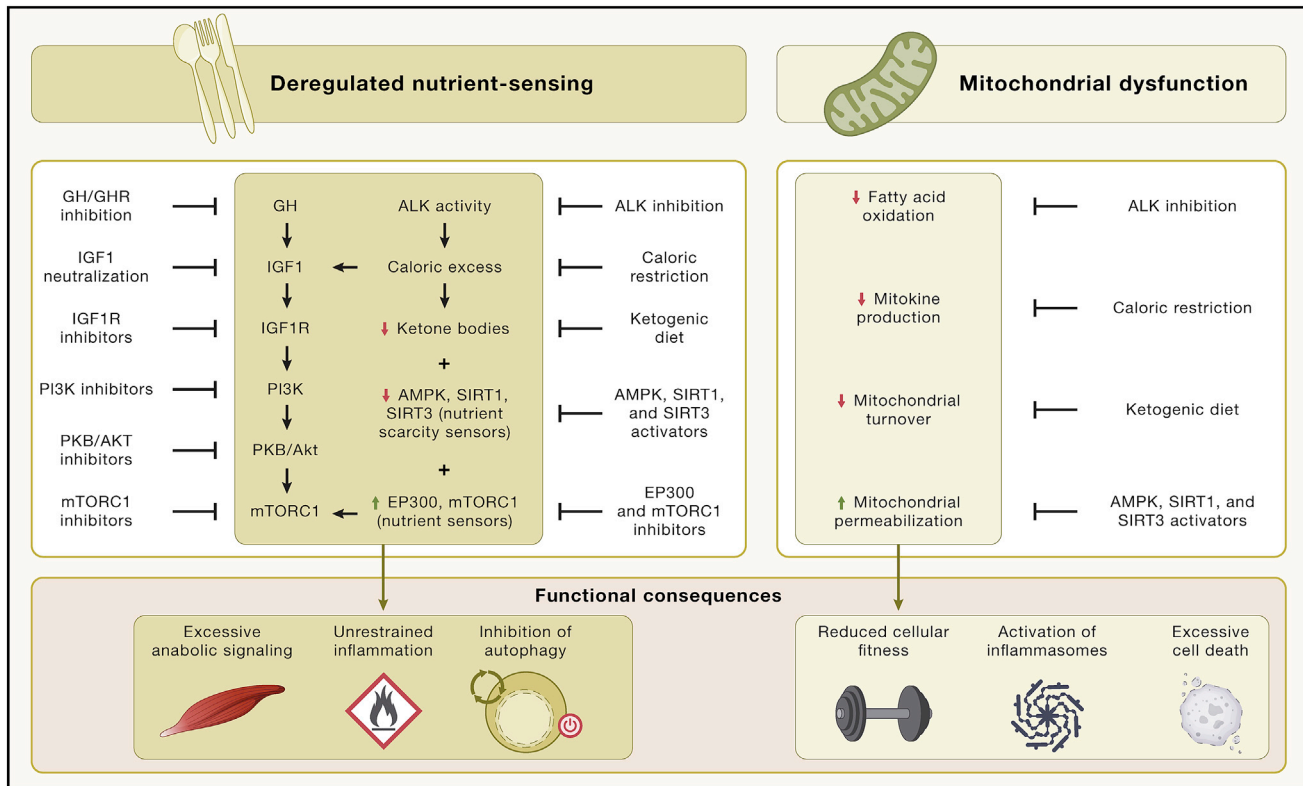 Deregulated nutrient-sensing
GH/GHR
inhibition
IGF1
neutralization
IGF1R
inhibitors
PI3K inhibitors
PKB/AKT
inhibitors
mTORC1
inhibitors
GH
IGF1
IGF1R
PI3K
PKB/Akt
mTORC1
ALK activity
Caloric excess
Ketone bodies
+
AMPK, SIRT1,
SIRT3 (nutrient
scarcity sensors)
+
EP300, mTORC1
(nutrient sensors)
ALK inhibition
Caloric
restriction
Ketogenic
diet
AMPK, SIRT1,
and SIRT3
activators
EP300
and mTORC1
inhibitors
Mitochondrial dysfunction
Fatty acid
oxidation
Mitokine
production
Mitochondrial
turnover
Mitochondrial
permeabilization
ALK inhibition
Caloric restriction
Ketogenic diet
AMPK, SIRT1, and
SIRT3 activators
Functional consequences
Excessive
anabolic signaling
Unrestrained
inflammation
Inhibition of
autophagy
Reduced cellular
fitness
Activation of
inflammasomes
Excessive
cell death